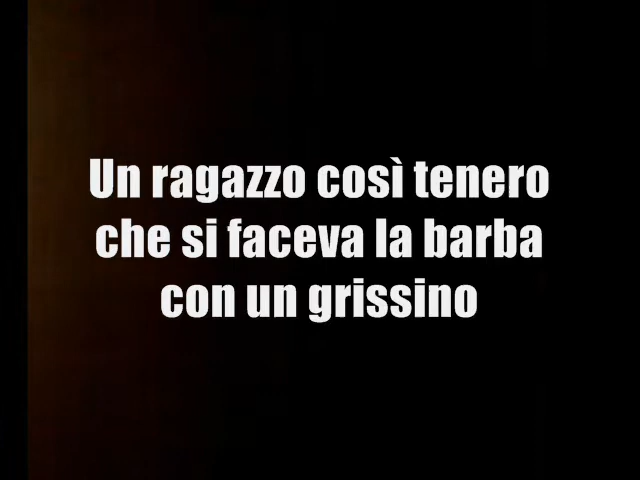 Un ragazzo così tenero
che si faceva la barba
con un grissino